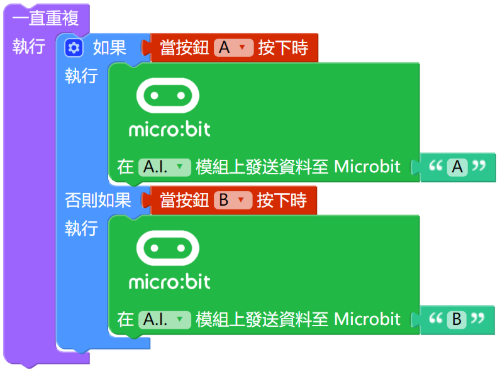 一直重複
執行 如果 當按鈕 A 按下時
執行
micro:bit
在 A.I. 模組上發送資料至 Microbit “ A ”
否則如果 當按鈕 B 按下時
執行
micro:bit
在 A.I. 模組上發送資料至 Microbit “ B ”